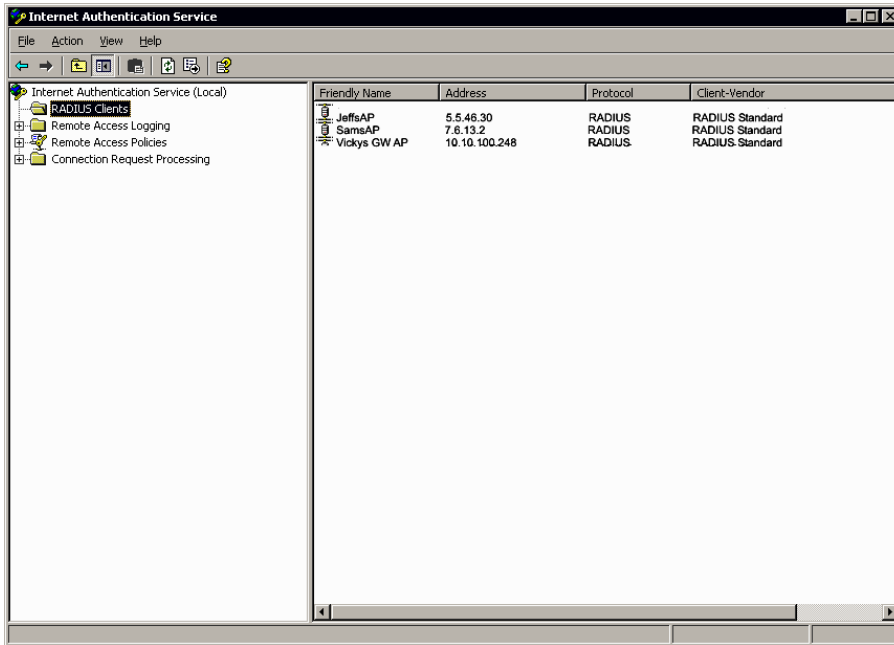 Internet Authentication Service
File Action View Help
Internet Authentication Service (Local)
RADIUS Clients
Remote Access Logging
Remote Access Policies
Connection Request Processing
Friendly Name Address Protocol Client-Vendor
JeffsAP 5.5.46.30 RADIUS RADIUS Standard
SamsAP 7.6.13.2 RADIUS RADIUS Standard
Vickys GW AP 10.10.100.248 RADIUS RADIUS Standard